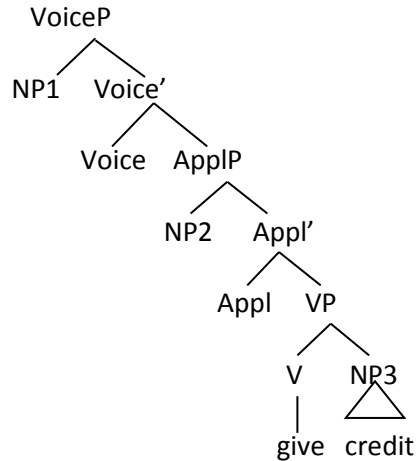 VoiceP
NP1 Voice’
Voice ApplP
NP2 Appl’
Appl VP
V NP3
give credit